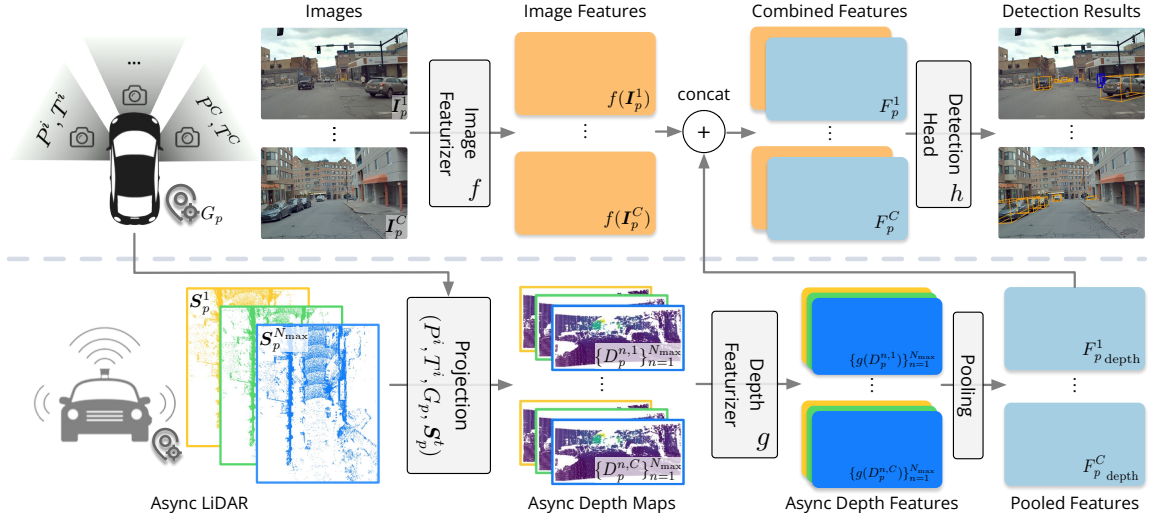 Images
Image Features
Combined Features
Detection Results
...
P^i, T^i
P^C, T^C
G_p
I_p^1
...
I_p^C
Image
Featurizer
f
f(I_p^1)
...
f(I_p^C)
concat
+
F_p^1
...
F_p^C
Detection
Head
h
...
S_p^1
S_p^{N_max}
Projection
(P^i, T^i, G_p, S_p^t)
{D_p^{n,1}}_{n=1}^{N_max}
...
{D_p^{n,C}}_{n=1}^{N_max}
Depth
Featurizer
g
{g(D_p^{n,1})}_{n=1}^{N_max}
...
{g(D_p^{n,C})}_{n=1}^{N_max}
Pooling
F_{p depth}^1
...
F_{p depth}^C
Async LiDAR
Async Depth Maps
Async Depth Features
Pooled Features